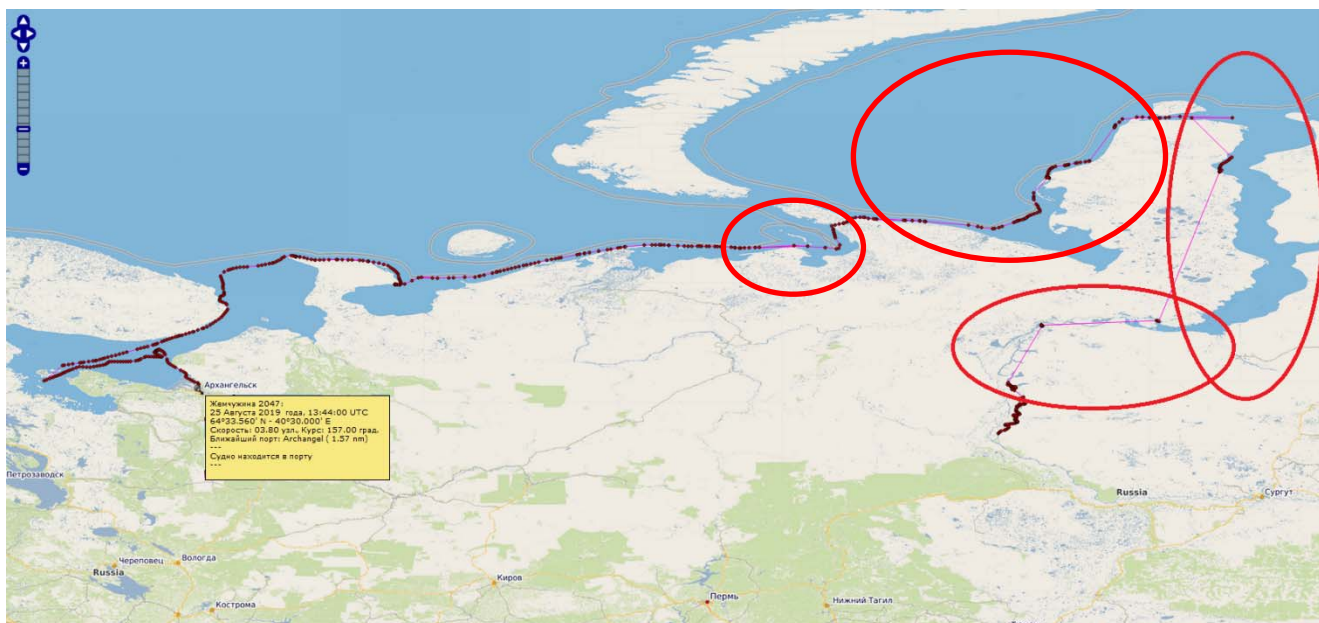 Архангельск
Жемчужина 2047:
25 Августа 2019 года, 13:44:00 UTC
64°33.560' N - 40°30.000' E
Скорость: 03.80 узл., Курс: 157.00 град.
Ближайший порт: Archangel ( 1.57 nm)
---
Судно находится в порту
---
Петрозаводск
Russia
Сургут
Череповец
Вологда
Russia
Киров
Кострома
Пермь
Нижний Тагил